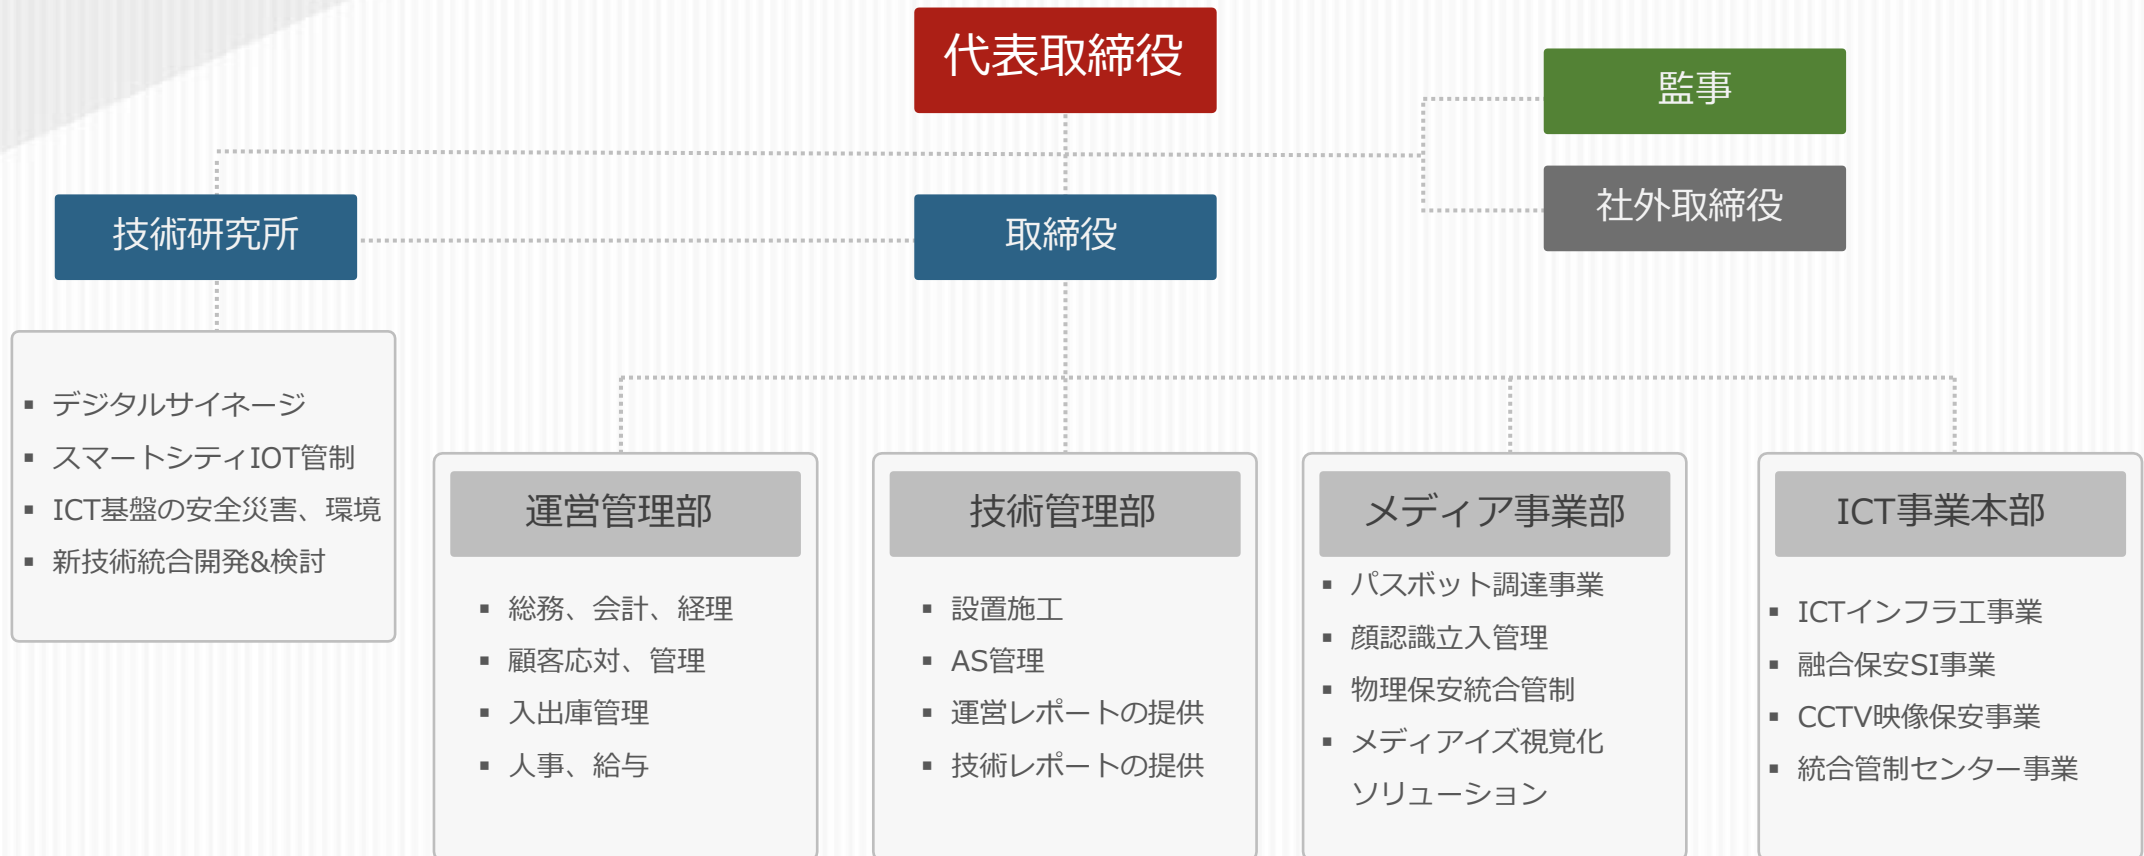 代表取締役
監事
社外取締役
技術研究所
取締役
デジタルサイネージ
スマートシティIOT管制
ICT基盤の安全災害、環境
新技術統合開発&検討
運営管理部
総務、会計、経理
顧客応対、管理
入出庫管理
人事、給与
技術管理部
設置施工
AS管理
運営レポートの提供
技術レポートの提供
メディア事業部
パスボット調達事業
顔認識立入管理
物理保安統合管制
メディアイズ視覚化
ソリューション
ICT事業本部
ICTインフラ工事業
融合保安SI事業
CCTV映像保安事業
統合管制センター事業